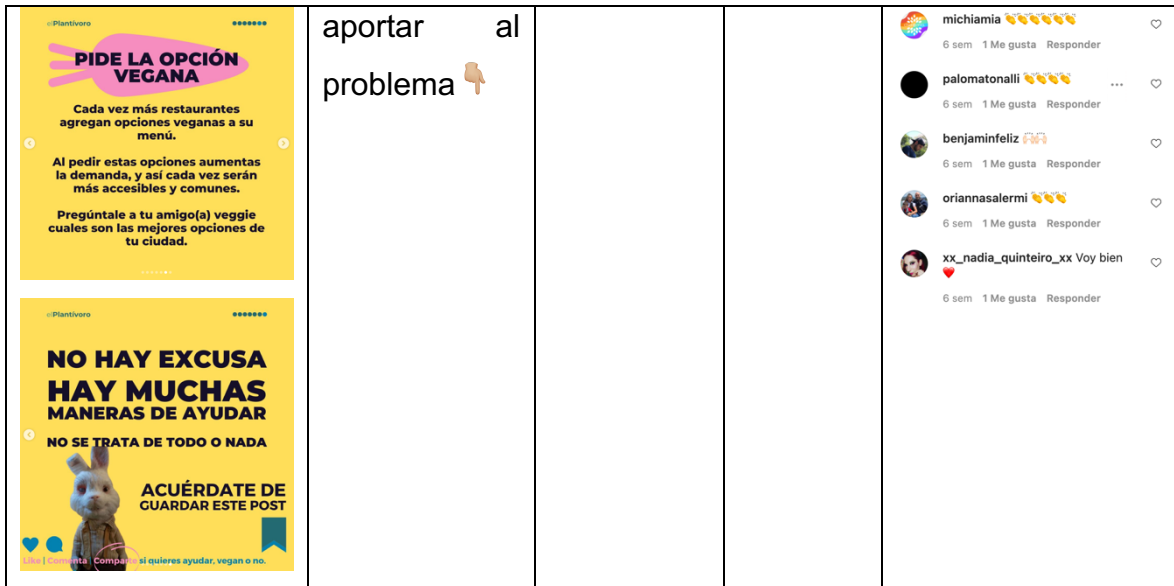 elPlantívoro
PIDE LA OPCIÓN
VEGANA
Cada vez más restaurantes
agregan opciones veganas a su
menú.
Al pedir estas opciones aumentas
la demanda, y así cada vez serán
más accesibles y comunes.
Pregúntale a tu amigo(a) veggie
cuales son las mejores opciones de
tu ciudad.
elPlantívoro
NO HAY EXCUSA
HAY MUCHAS
MANERAS DE AYUDAR
NO SE TRATA DE TODO O NADA
ACUÉRDATE DE
GUARDAR ESTE POST
Like | Comenta Comparte si quieres ayudar, vegan o no.
aportar al
problema👇🏼
michiamia 👏👏👏👏👏👏
6 sem 1 Me gusta Responder
palomatonalli 👏👏👏👏 ...
6 sem 1 Me gusta Responder
benjaminfeliz 🙌🏻🙌🏻
6 sem 1 Me gusta Responder
oriannasalermi 👏👏👏
6 sem 1 Me gusta Responder
xx_nadia_quinteiro_xx Voy bien
❤️
6 sem 1 Me gusta Responder